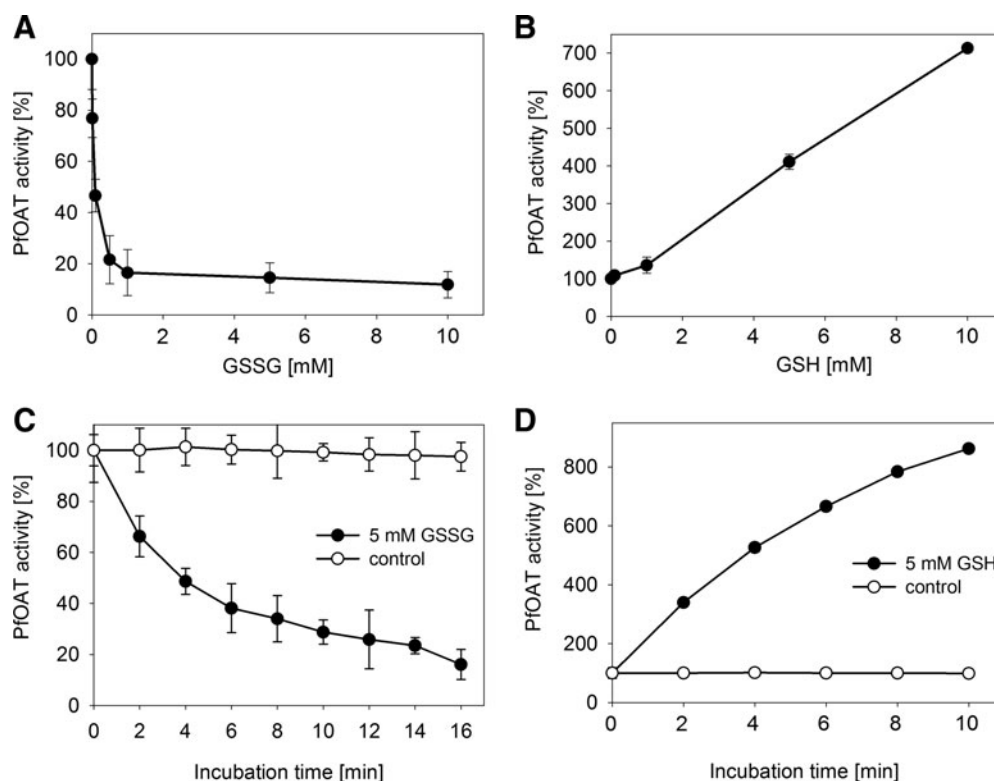 A
PfOAT activity [%]
100
80
60
40
20
0
0 2 4 6 8 10
GSSG [mM]
B
PfOAT activity [%]
700
600
500
400
300
200
100
0
0 2 4 6 8 10
GSH [mM]
C
PfOAT activity [%]
100
80
60
40
20
0
5 mM GSSG
control
0 2 4 6 8 10 12 14 16
Incubation time [min]
D
PfOAT activity [%]
800
600
400
200
0
5 mM GSH
control
0 2 4 6 8 10
Incubation time [min]